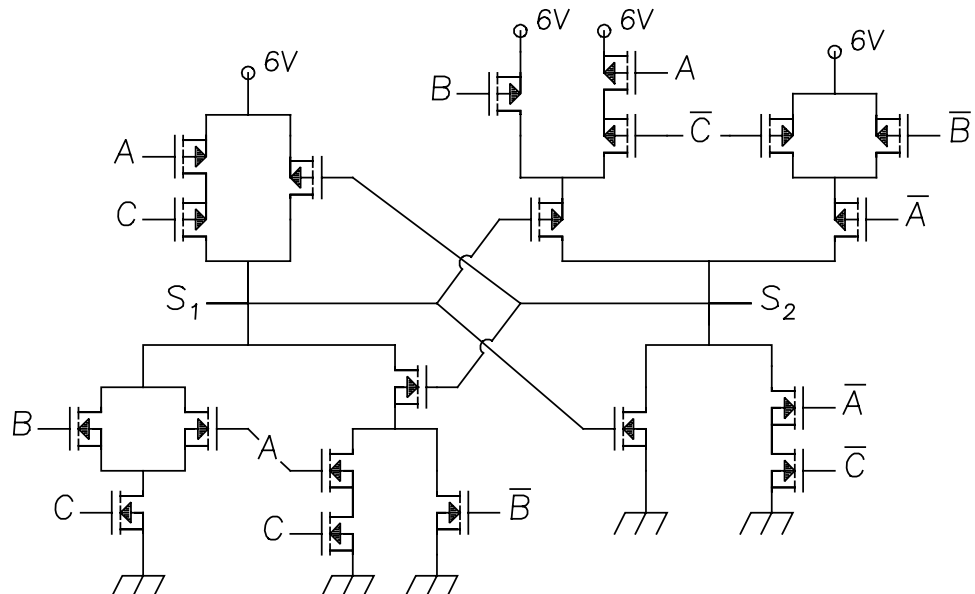 6V 6V
6V
6V
B A
A C̅ B̅
C A̅
S₁ S₂
A̅
B A C̅
C C B̅